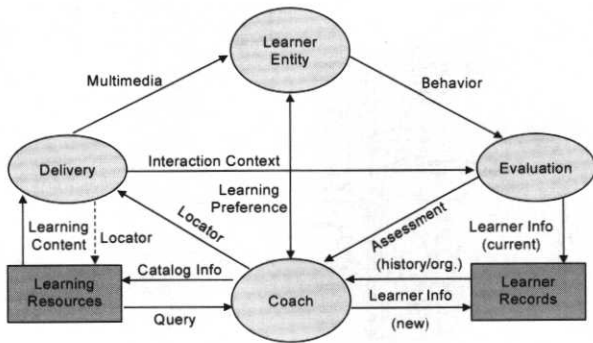 Learner
Entity
Multimedia
Behavior
Delivery
Interaction Context
Evaluation
Learning
Preference
Learning
Content
Locator
Locator
Assessment
Learner Info
(current)
Learning
Resources
Catalog Info
Query
Coach
(history/org.)
Learner Info
(new)
Learner
Records